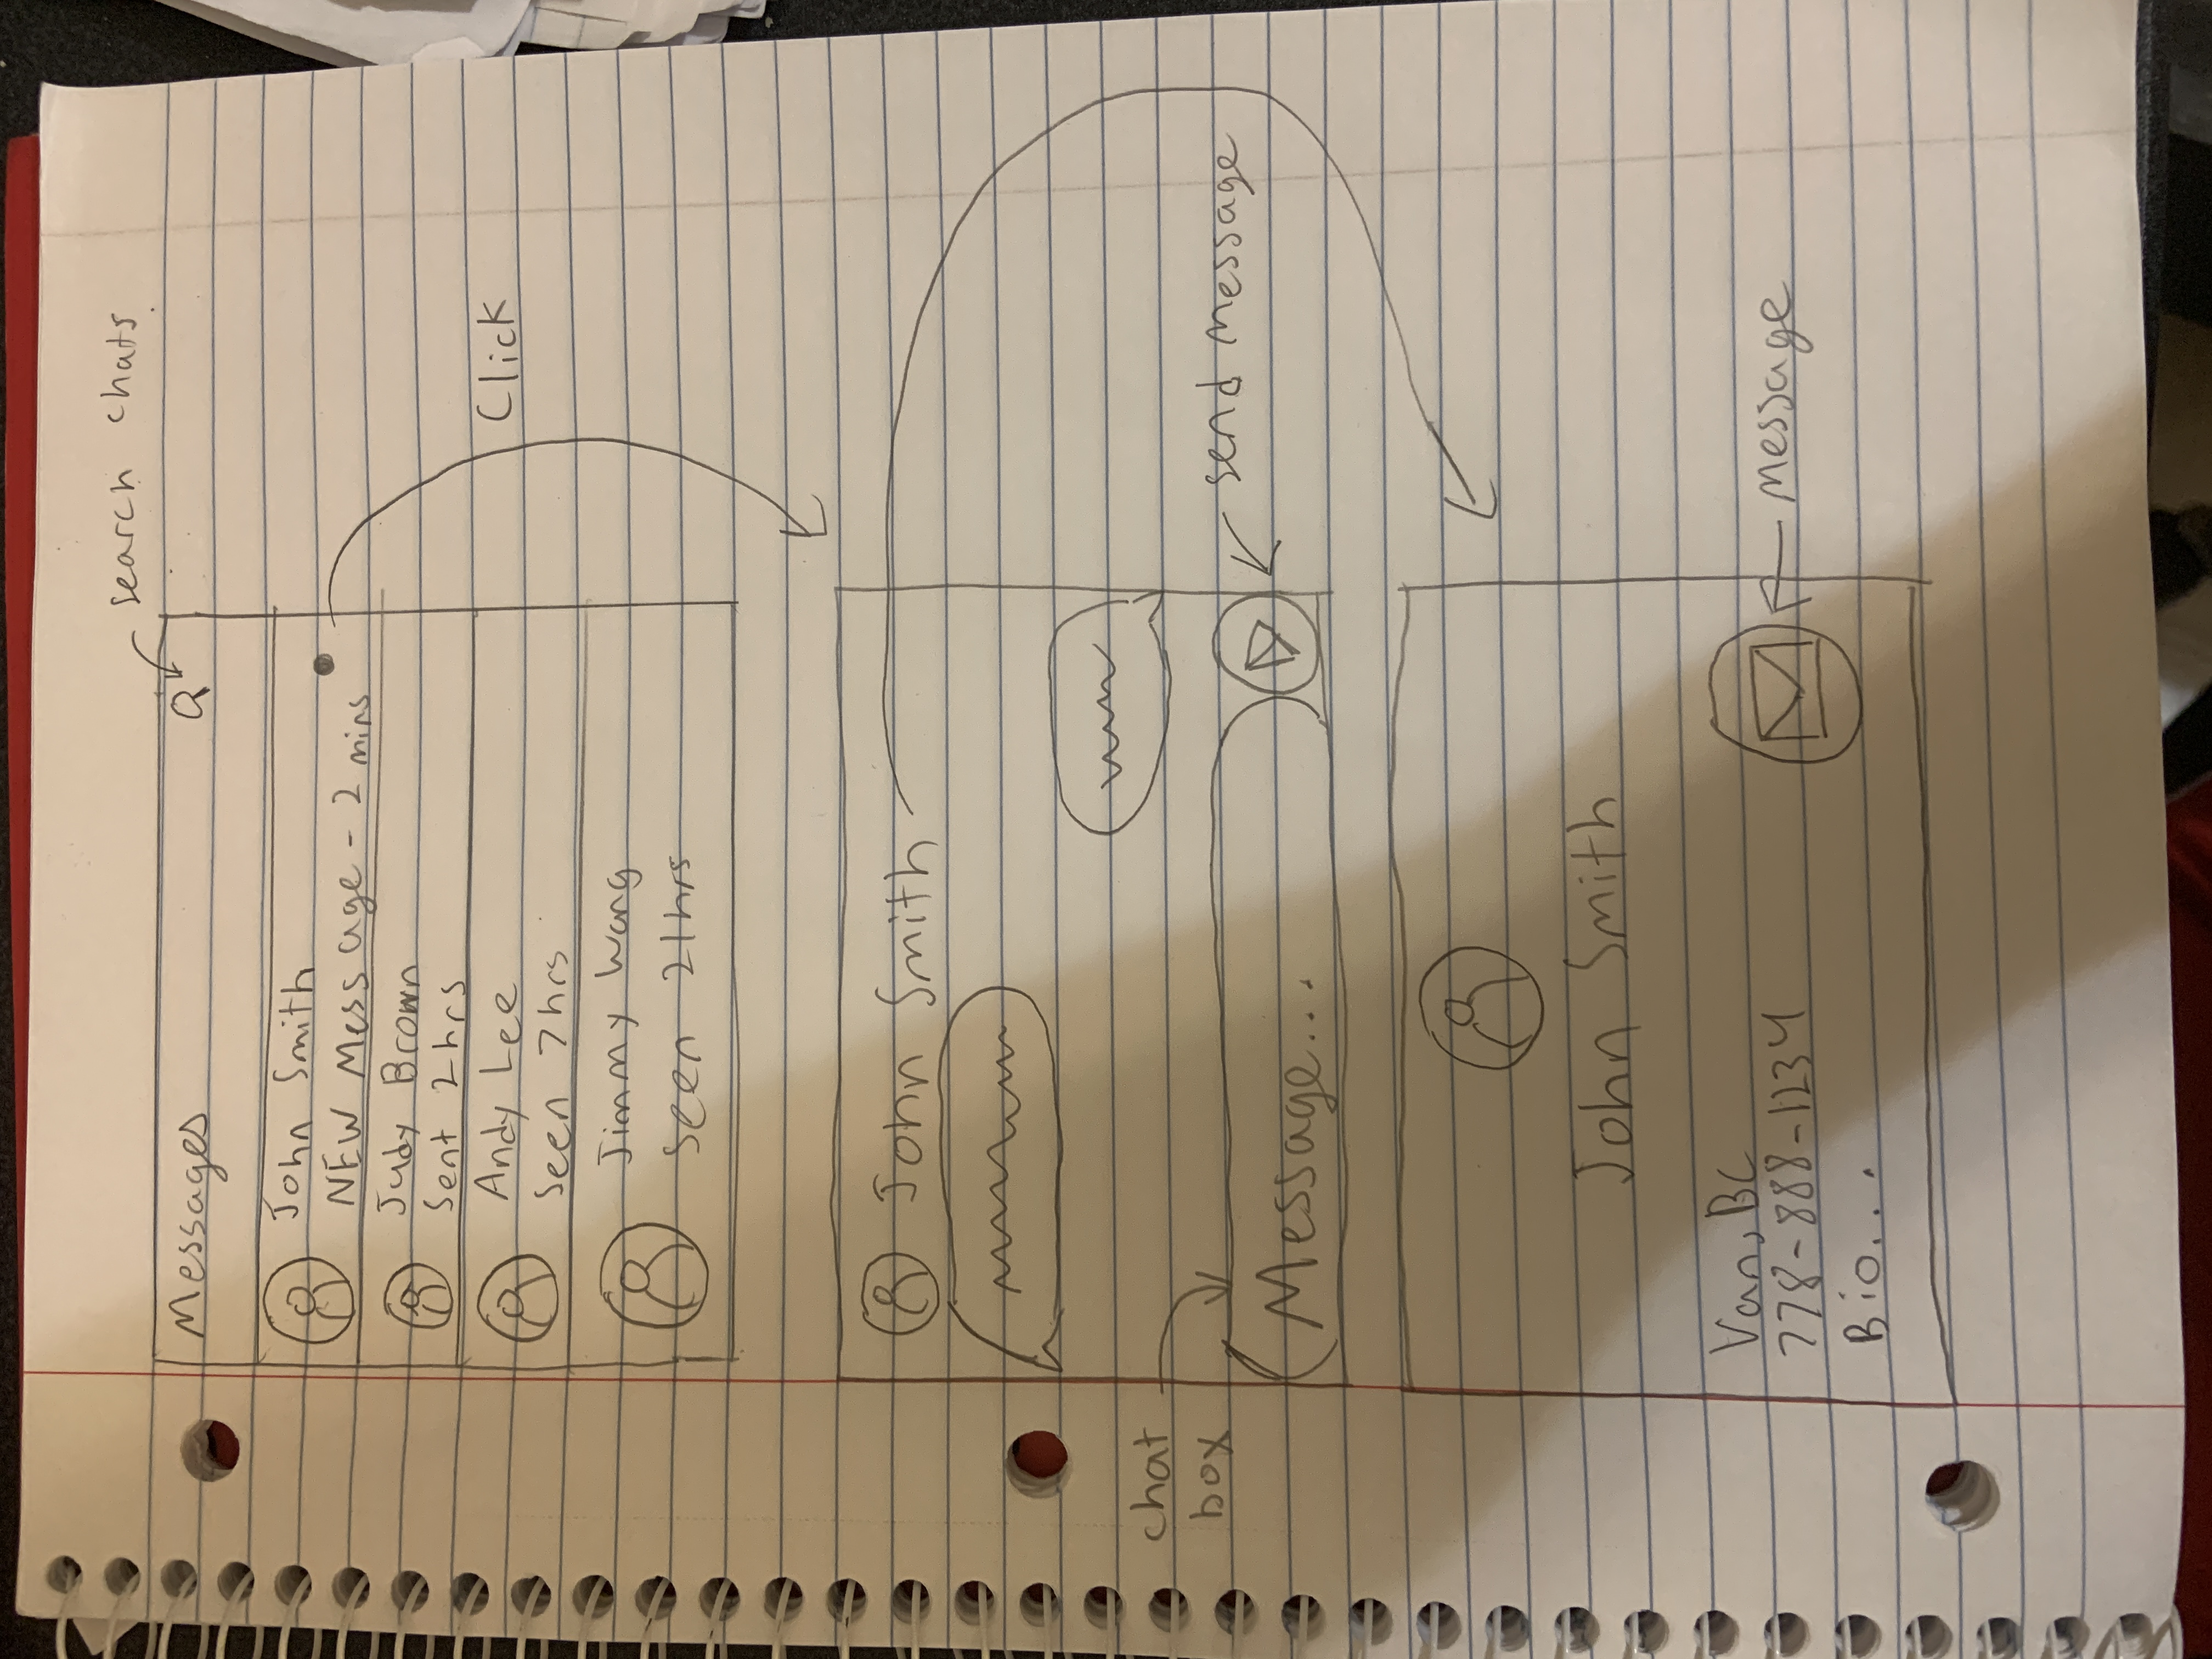 search chats
Messages
John Smith
NEW Message - 2 mins
Judy Brown
Sent 2hrs
Click
Andy Lee
Seen 7hrs
Jimmy Wong
Seen 21hrs
John Smith
chat
box
send message
Message...
John Smith
Van, BC
778-888-1234
message
Bio...